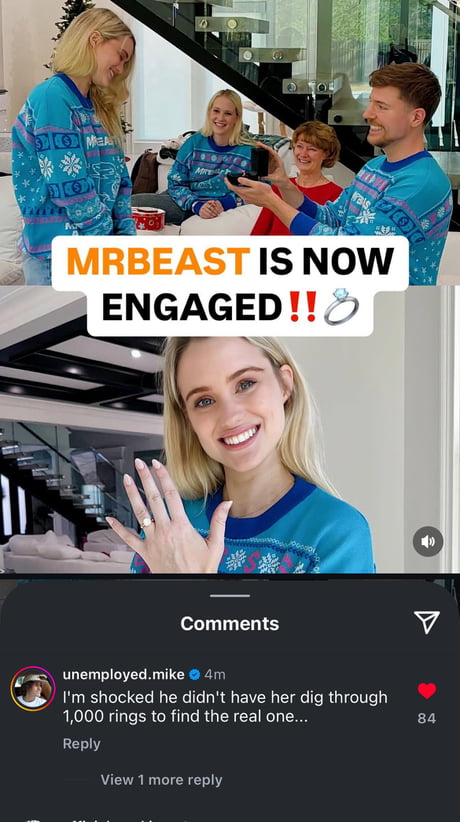 MRBEAST IS NOW
ENGAGED‼️💍
Comments
unemployed.mike 4m
I'm shocked he didn't have her dig through
1,000 rings to find the real one...
84
Reply
View 1 more reply